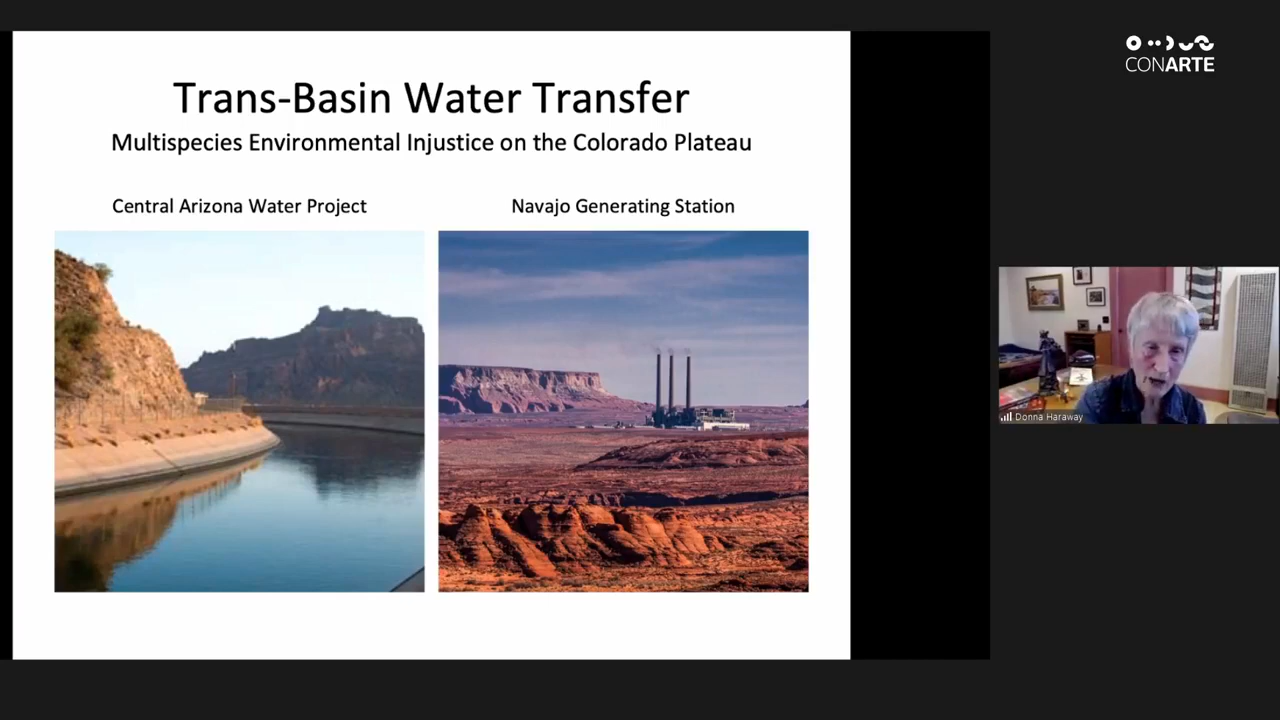 Trans-Basin Water Transfer
Multispecies Environmental Injustice on the Colorado Plateau
Central Arizona Water Project
Navajo Generating Station
CONARTE
Donna Haraway